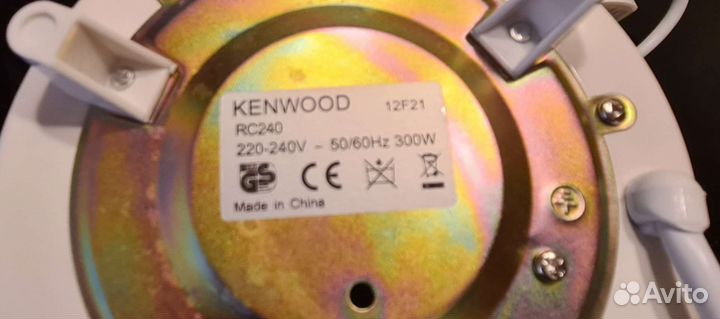 KENWOOD 12F21
RC240
220-240V ~ 50/60Hz 300W
GS CE
Made in China
Avito